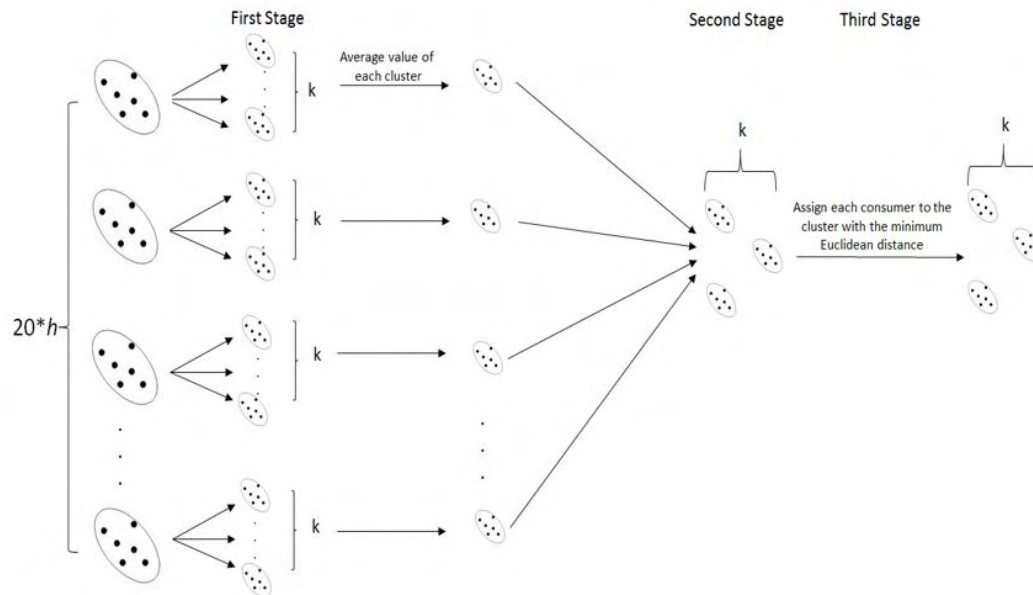 First Stage
Second Stage
Third Stage
Average value of
each cluster
k
k
k
k
20*h
k
Assign each consumer to the
cluster with the minimum
Euclidean distance
k